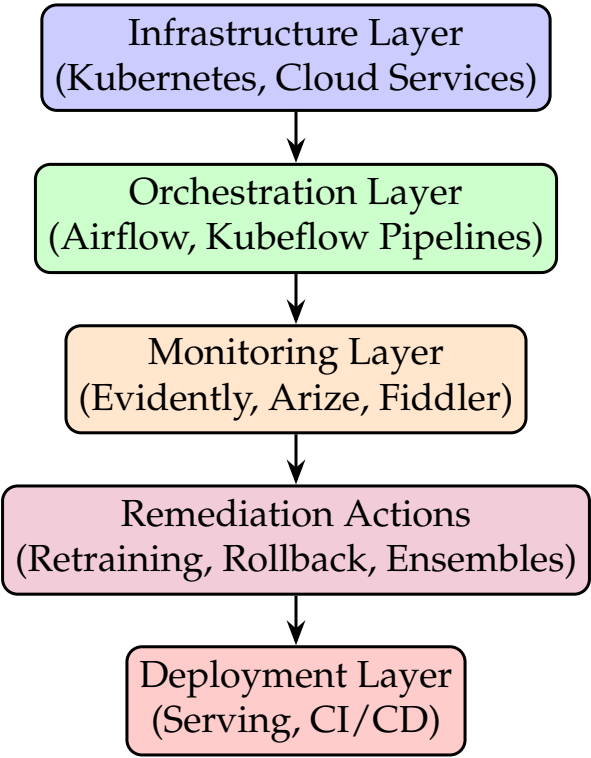 Infrastructure Layer
(Kubernetes, Cloud Services)
Orchestration Layer
(Airflow, Kubeflow Pipelines)
Monitoring Layer
(Evidently, Arize, Fiddler)
Remediation Actions
(Retraining, Rollback, Ensembles)
Deployment Layer
(Serving, CI/CD)